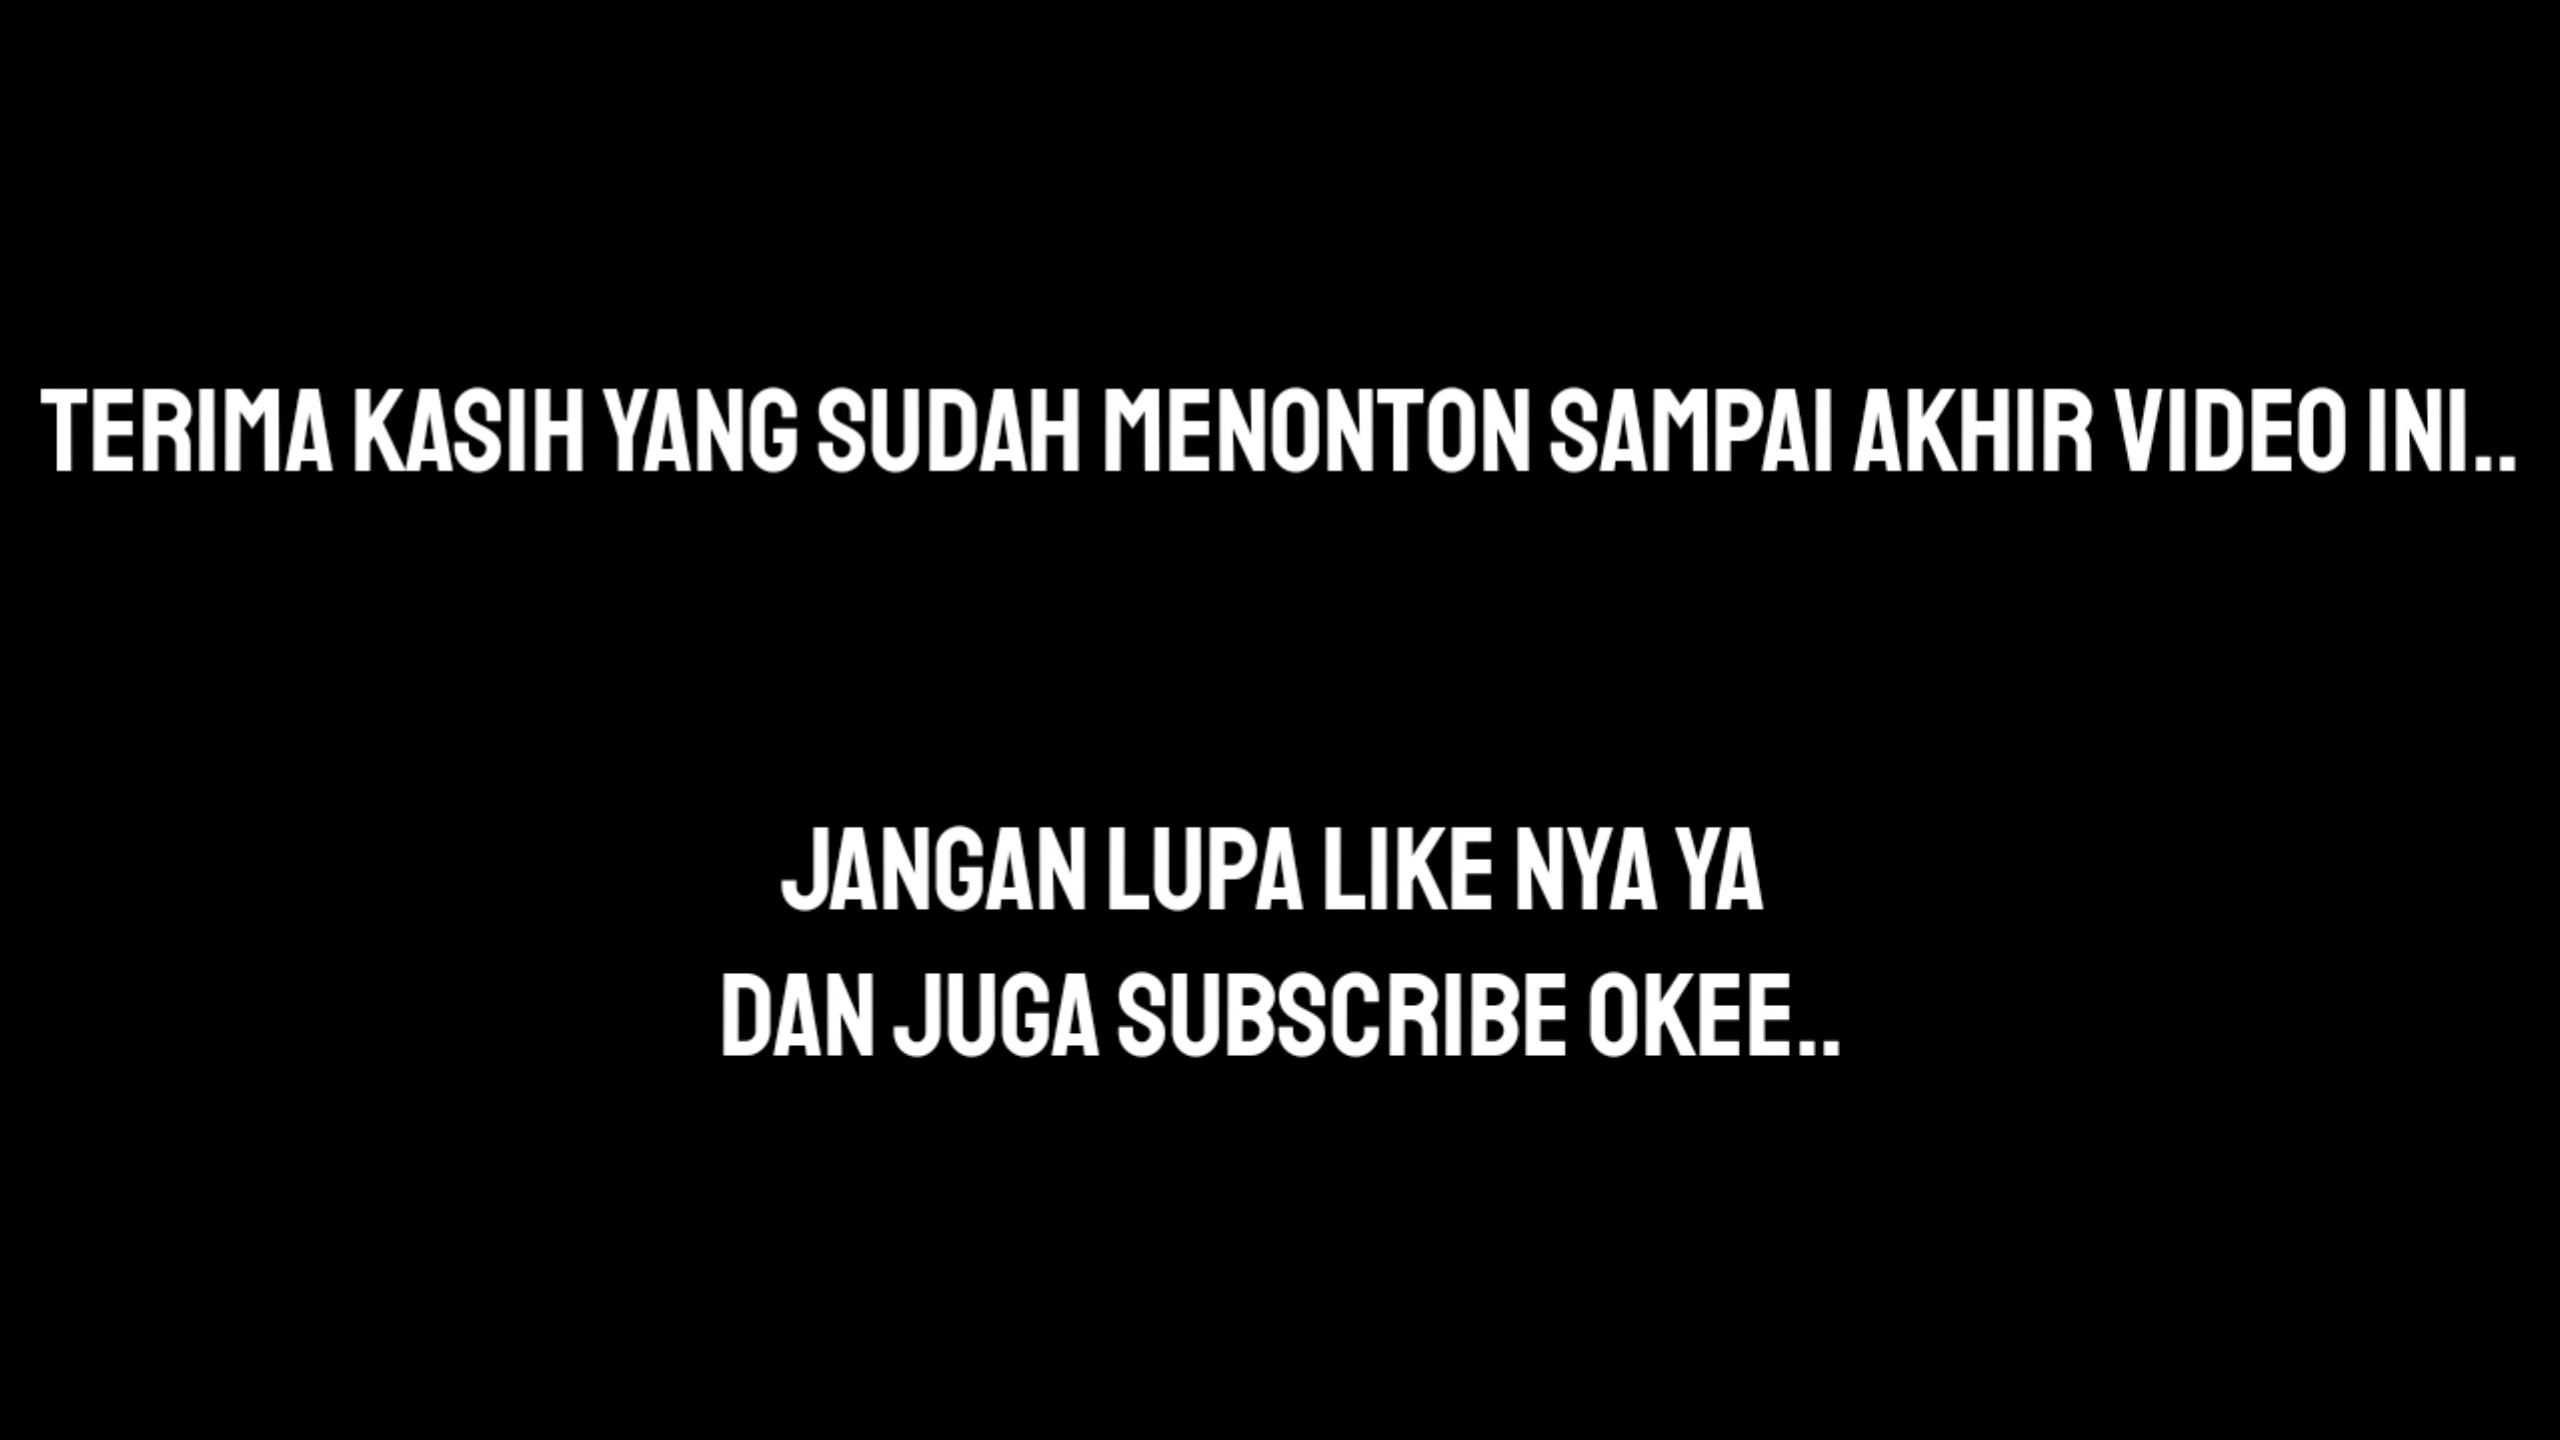 TERIMA KASIH YANG SUDAH MENONTON SAMPAI AKHIR VIDEO INI..
JANGAN LUPA LIKE NYA YA
DAN JUGA SUBSCRIBE OKEE..